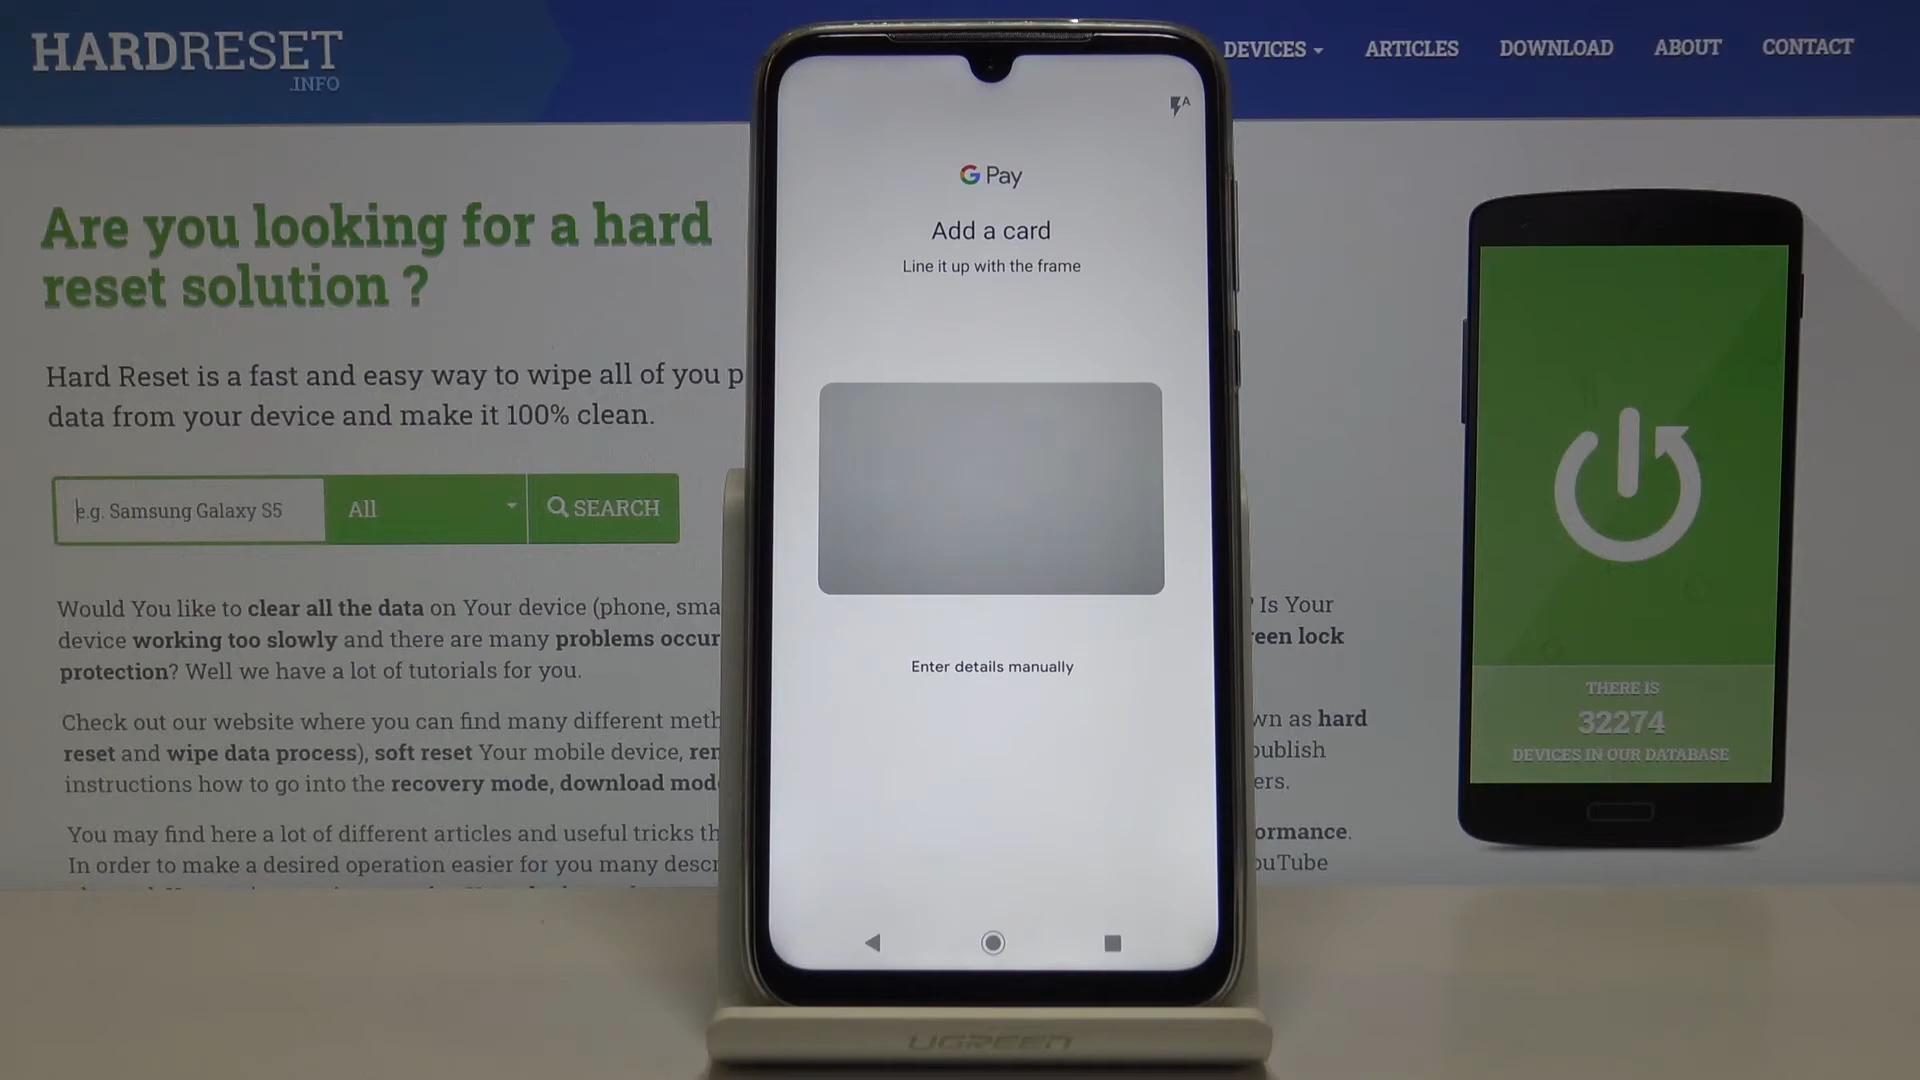 HARDRESET
.INFO
DEVICES
ARTICLES
DOWNLOAD
ABOUT
CONTACT
Are you looking for a hard
reset solution ?
Hard Reset is a fast and easy way to wipe all of you p
data from your device and make it 100% clean.
e.g. Samsung Galaxy S5
All
SEARCH
Would You like to clear all the data on Your device (phone, sma
device working too slowly and there are many problems occur
protection? Well we have a lot of tutorials for you.
Check out our website where you can find many different meth
reset and wipe data process), soft reset Your mobile device, rem
instructions how to go into the recovery mode, download mod
You may find here a lot of different articles and useful tricks th
In order to make a desired operation easier for you many descr
G Pay
Add a card
Line it up with the frame
Enter details manually
A
UGREEN
? Is Your
reen lock
wn as hard
publish
ers.
ormance.
ouTube
THERE IS
32274
DEVICES IN OUR DATABASE